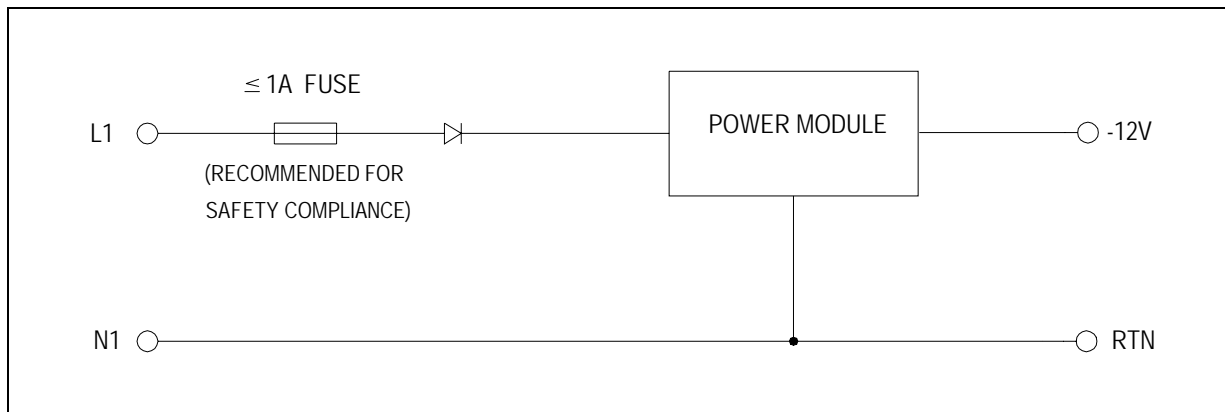 ≤ 1A FUSE
L1
POWER MODULE
-12V
(RECOMMENDED FOR
SAFETY COMPLIANCE)
N1
RTN